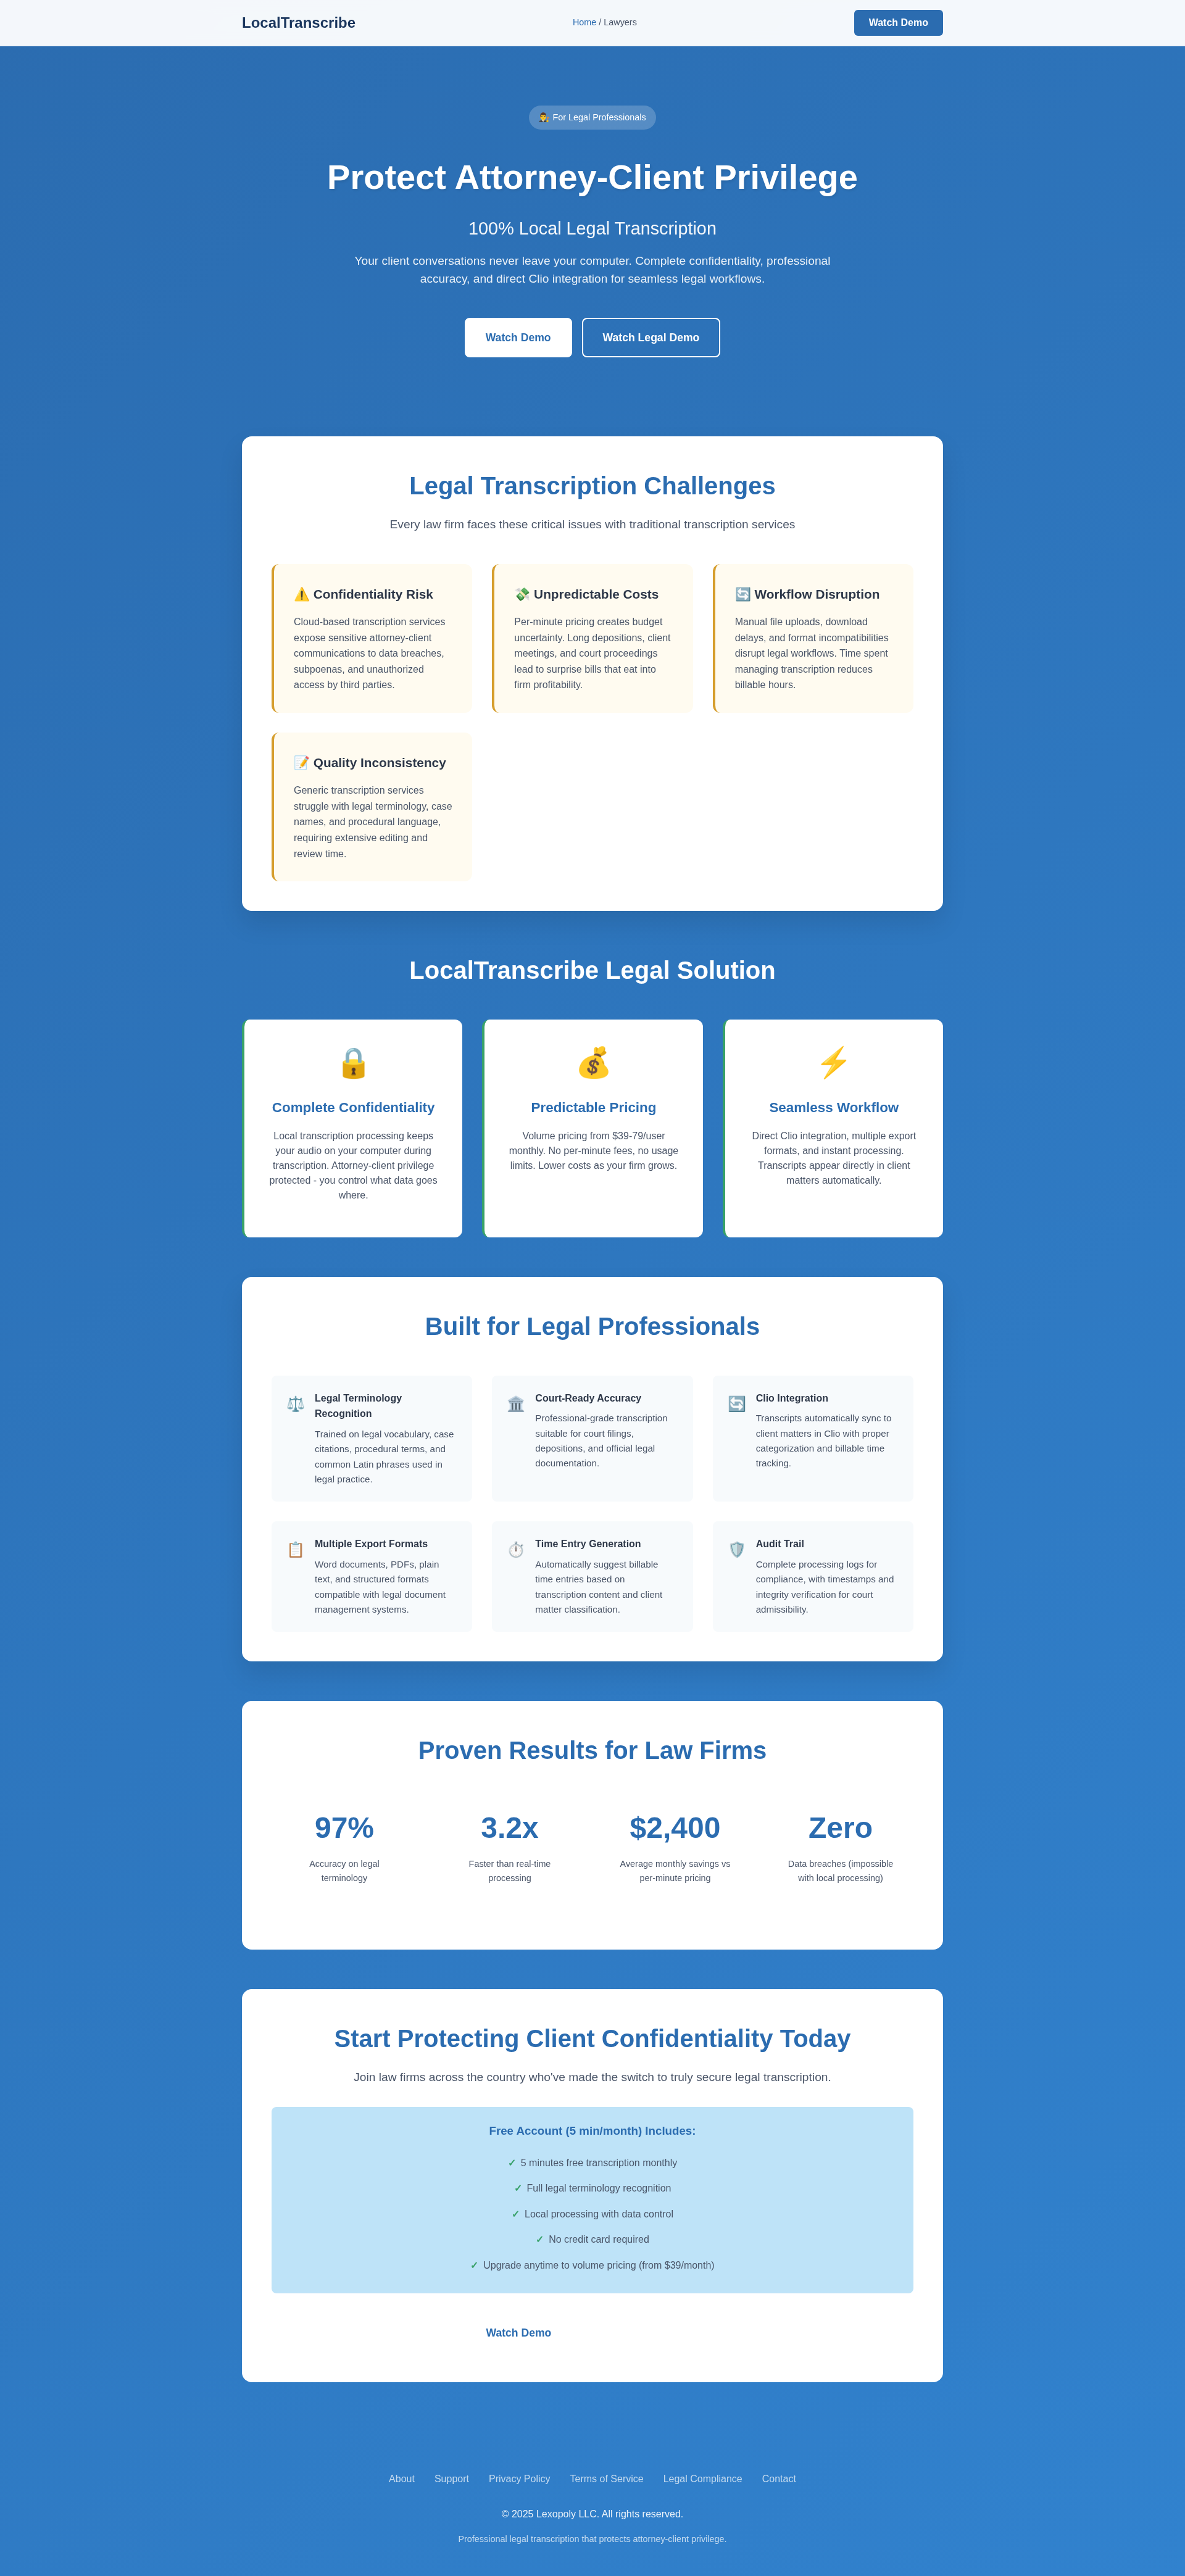 LocalTranscribe
Home / Lawyers
Watch Demo
👨‍⚖️ For Legal Professionals
Protect Attorney-Client Privilege
100% Local Legal Transcription
Your client conversations never leave your computer. Complete confidentiality, professional
accuracy, and direct Clio integration for seamless legal workflows.
Watch Demo
Watch Legal Demo
Legal Transcription Challenges
Every law firm faces these critical issues with traditional transcription services
⚠️ Confidentiality Risk
Cloud-based transcription services
expose sensitive attorney-client
communications to data breaches,
subpoenas, and unauthorized
access by third parties.
💸 Unpredictable Costs
Per-minute pricing creates budget
uncertainty. Long depositions, client
meetings, and court proceedings
lead to surprise bills that eat into
firm profitability.
🔄 Workflow Disruption
Manual file uploads, download
delays, and format incompatibilities
disrupt legal workflows. Time spent
managing transcription reduces
billable hours.
📝 Quality Inconsistency
Generic transcription services
struggle with legal terminology, case
names, and procedural language,
requiring extensive editing and
review time.
LocalTranscribe Legal Solution
Complete Confidentiality
Local transcription processing keeps
your audio on your computer during
transcription. Attorney-client privilege
protected - you control what data goes
where.
Predictable Pricing
Volume pricing from $39-79/user
monthly. No per-minute fees, no usage
limits. Lower costs as your firm grows.
Seamless Workflow
Direct Clio integration, multiple export
formats, and instant processing.
Transcripts appear directly in client
matters automatically.
Built for Legal Professionals
Legal Terminology
Recognition
Trained on legal vocabulary, case
citations, procedural terms, and
common Latin phrases used in
legal practice.
Court-Ready Accuracy
Professional-grade transcription
suitable for court filings,
depositions, and official legal
documentation.
Clio Integration
Transcripts automatically sync to
client matters in Clio with proper
categorization and billable time
tracking.
Multiple Export Formats
Word documents, PDFs, plain
text, and structured formats
compatible with legal document
management systems.
Time Entry Generation
Automatically suggest billable
time entries based on
transcription content and client
matter classification.
Audit Trail
Complete processing logs for
compliance, with timestamps and
integrity verification for court
admissibility.
Proven Results for Law Firms
97%
Accuracy on legal
terminology
3.2x
Faster than real-time
processing
$2,400
Average monthly savings vs
per-minute pricing
Zero
Data breaches (impossible
with local processing)
Start Protecting Client Confidentiality Today
Join law firms across the country who've made the switch to truly secure legal transcription.
Free Account (5 min/month) Includes:
✓ 5 minutes free transcription monthly
✓ Full legal terminology recognition
✓ Local processing with data control
✓ No credit card required
✓ Upgrade anytime to volume pricing (from $39/month)
Watch Demo
About Support Privacy Policy Terms of Service Legal Compliance Contact
© 2025 Lexopoly LLC. All rights reserved.
Professional legal transcription that protects attorney-client privilege.